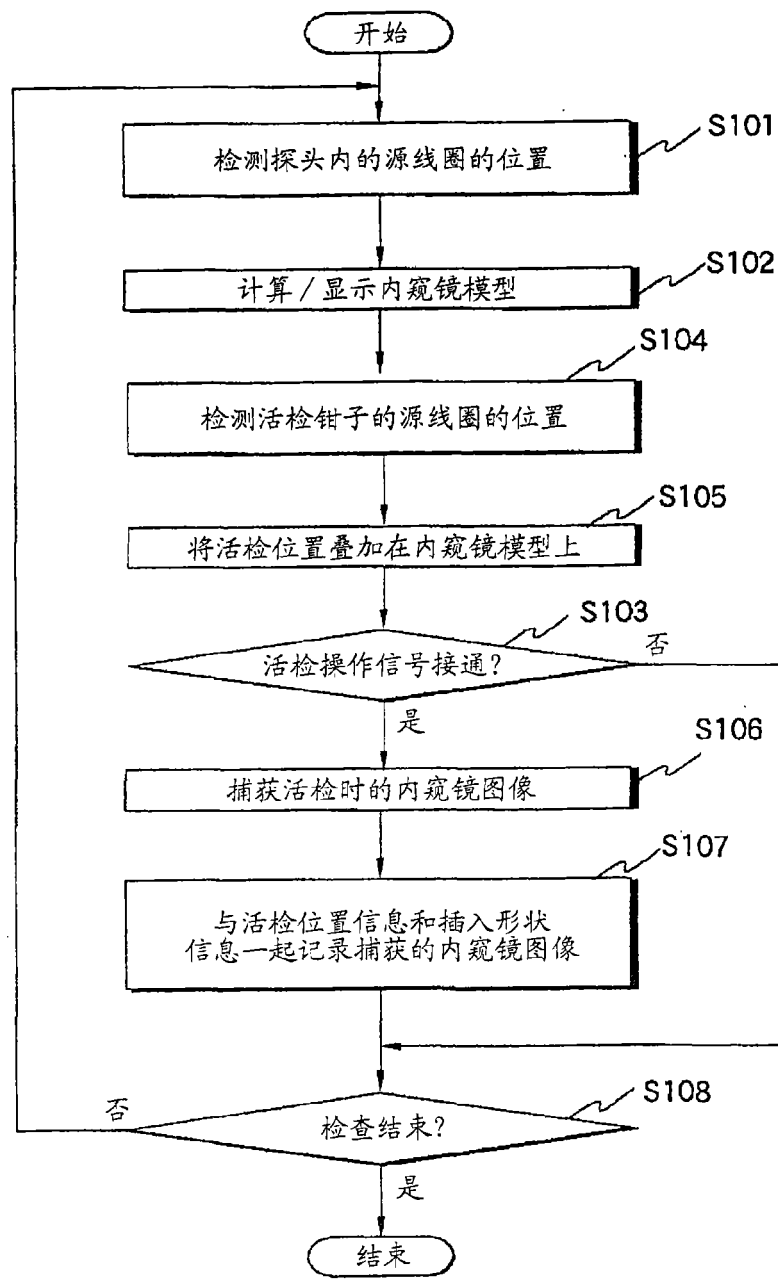 开始
S101
检测探头内的源线圈的位置
S102
计算/显示内窥镜模型
S104
检测活检钳子的源线圈的位置
S105
将活检位置叠加在内窥镜模型上
S103
活检操作信号接通?
否
是
S106
捕获活检时的内窥镜图像
S107
与活检位置信息和插入形状
信息一起记录捕获的内窥镜图像
S108
否
检查结束?
是
结束